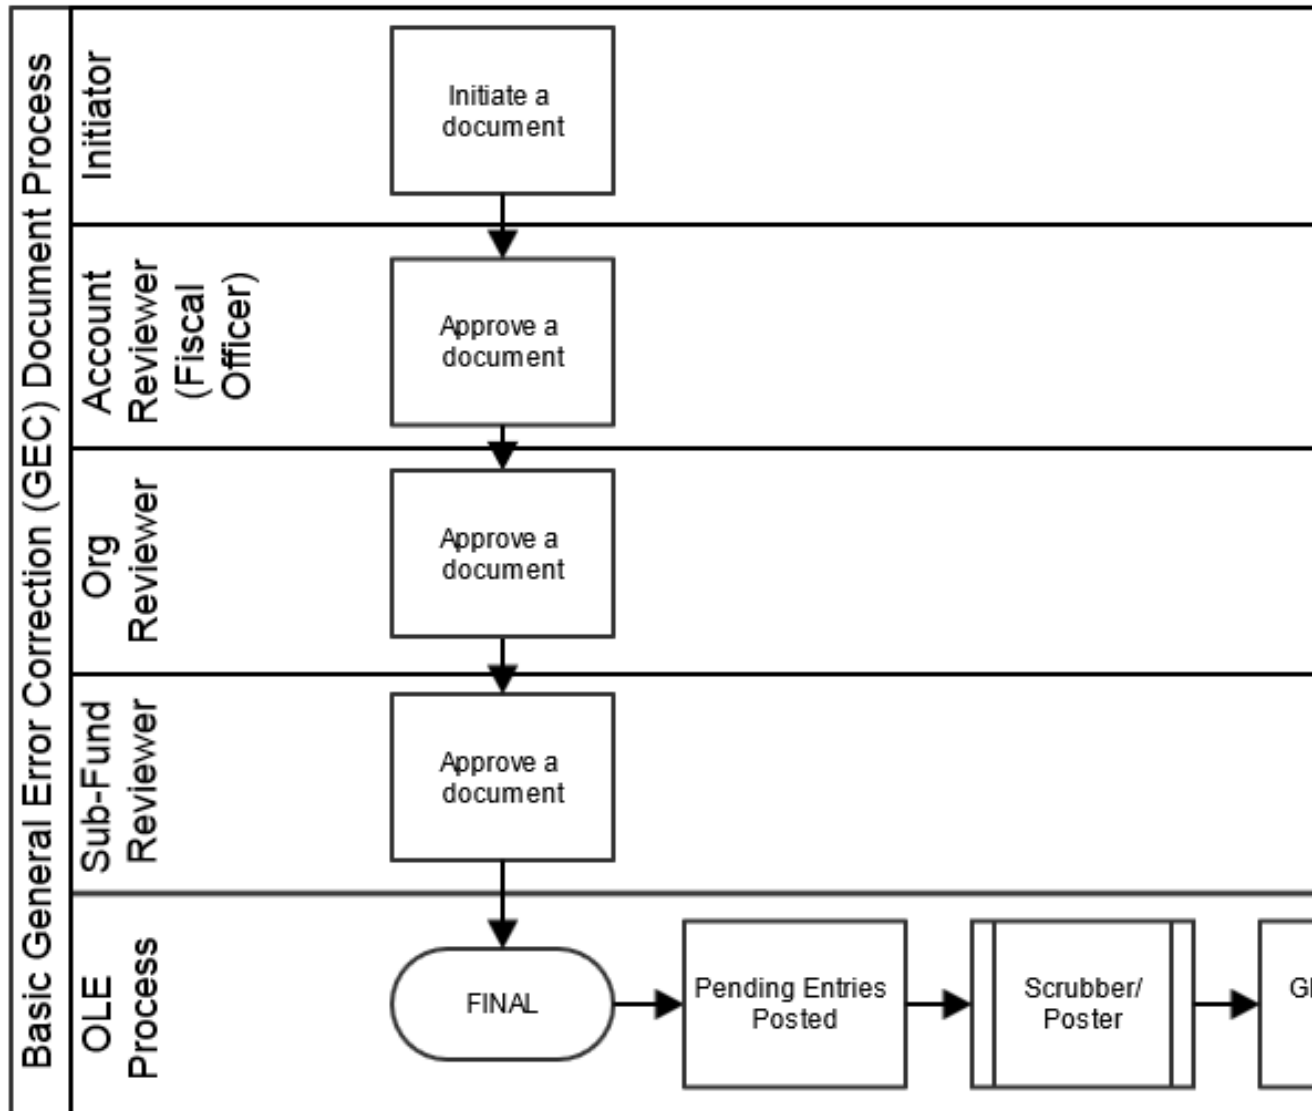 Basic General Error Correction (GEC) Document Process
Initiator
Initiate a
document
Account
Reviewer
(Fiscal
Officer)
Approve a
document
Org
Reviewer
Approve a
document
Sub-Fund
Reviewer
Approve a
document
OLE
Process
FINAL
Pending Entries
Posted
Scrubber/
Poster